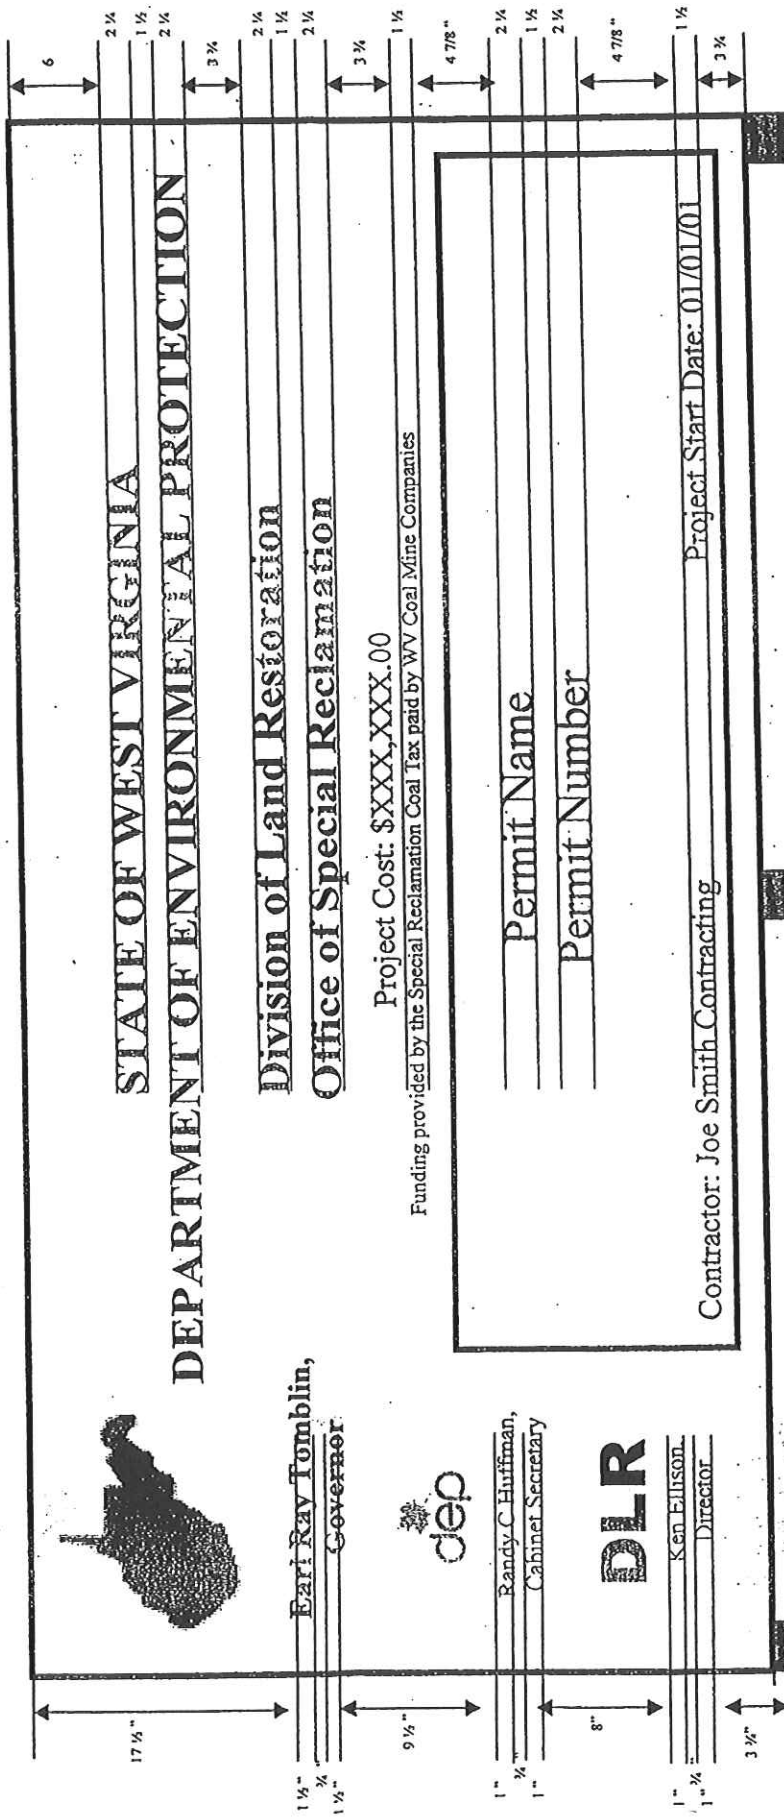 17 ½"
1 ½"
¾"
1 ½"
9 ½"
1"
¾"
1"
8"
1"
¾"
1"
3 ¾"
Earl Ray Tomblin,
Governor
dep
Randy C Huffman,
Cabinet Secretary
DLR
Ken Ellison
Director
STATE OF WEST VIRGINIA
DEPARTMENT OF ENVIRONMENTAL PROTECTION
Division of Land Restoration
Office of Special Reclamation
Project Cost: $XXX,XXX.00
Funding provided by the Special Reclamation Coal Tax paid by WV Coal Mine Companies
Permit Name
Permit Number
Contractor: Joe Smith Contracting Project Start Date: 01/01/01
6
2 ¼
1 ½
2 ¼
3 ¾
2 ¼
1 ½
2 ¼
3 ¾
1 ½
4 7/8"
2 ¼
1 ½
2 ¼
4 7/8"
1 ½
3 ¾